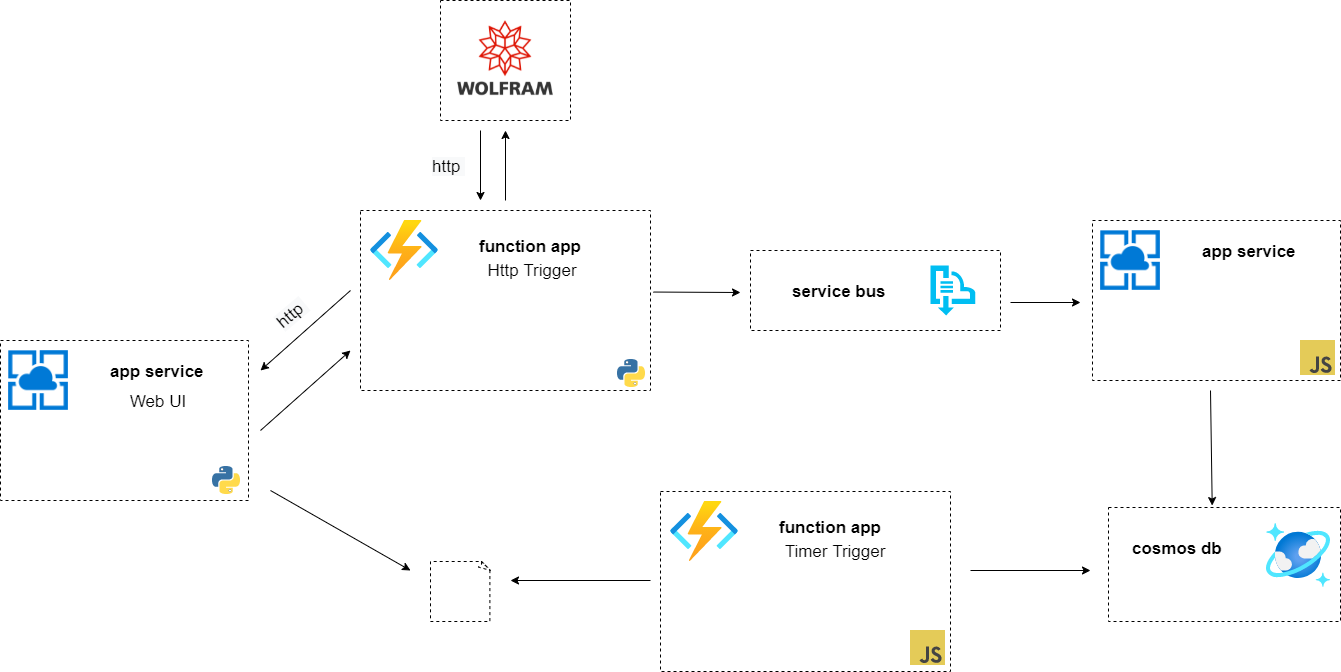 WOLFRAM
http
function app
Http Trigger
http
service bus
app service
JS
app service
Web UI
function app
Timer Trigger
JS
cosmos db